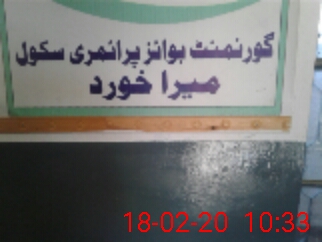 گورنمنٹ بوائز پرائمری سکول
میرا خورد
18-02-20 10:33